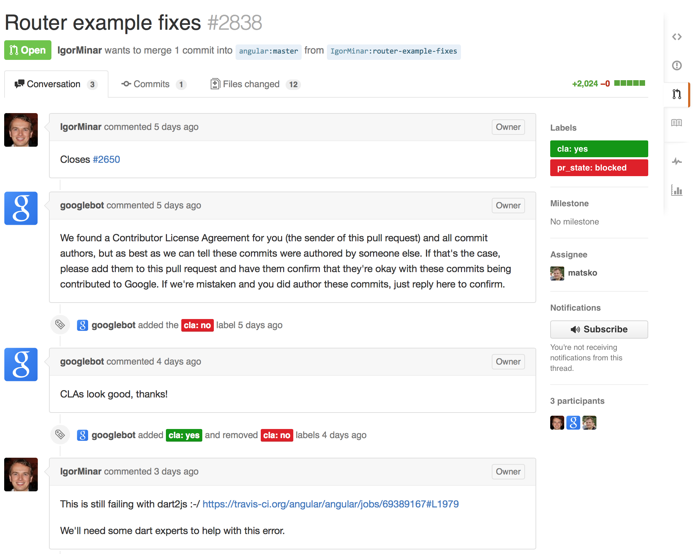 Router example fixes #2838
Open IgorMinar wants to merge 1 commit into angular:master from IgorMinar:router-example-fixes
Conversation 3 Commits 1 Files changed 12 +2,024 −0
IgorMinar commented 5 days ago Owner
Closes #2650
googlebot commented 5 days ago Owner
We found a Contributor License Agreement for you (the sender of this pull request) and all commit
authors, but as best as we can tell these commits were authored by someone else. If that's the case,
please add them to this pull request and have them confirm that they're okay with these commits being
contributed to Google. If we're mistaken and you did author these commits, just reply here to confirm.
googlebot added the cla: no label 5 days ago
googlebot commented 4 days ago Owner
CLAs look good, thanks!
googlebot added cla: yes and removed cla: no labels 4 days ago
IgorMinar commented 3 days ago Owner
This is still failing with dart2js :-/ https://travis-ci.org/angular/angular/jobs/69389167#L1979
We'll need some dart experts to help with this error.
Labels
cla: yes
pr_state: blocked
Milestone
No milestone
Assignee
matsko
Notifications
Subscribe
You're not receiving
notifications from this
thread.
3 participants